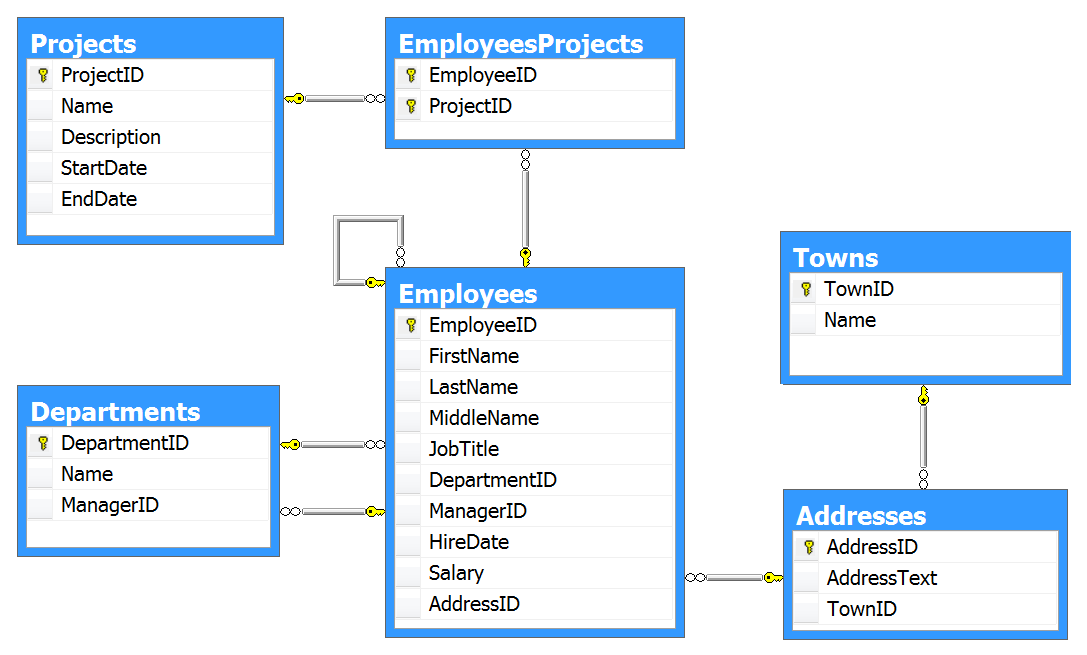 Projects
ProjectID
Name
Description
StartDate
EndDate
EmployeesProjects
EmployeeID
ProjectID
Employees
EmployeeID
FirstName
LastName
MiddleName
JobTitle
DepartmentID
ManagerID
HireDate
Salary
AddressID
Departments
DepartmentID
Name
ManagerID
Towns
TownID
Name
Addresses
AddressID
AddressText
TownID